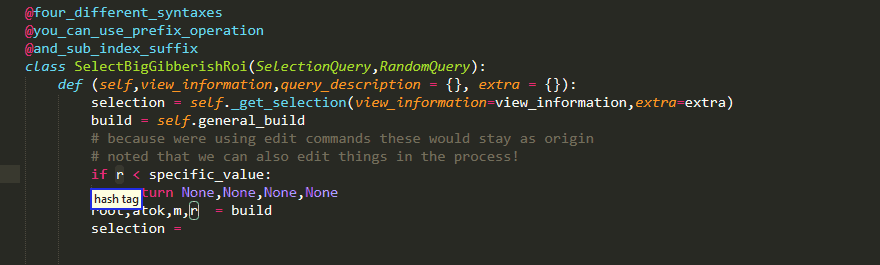 @four_different_syntaxes
@you_can_use_prefix_operation
@and_sub_index_suffix
class SelectBigGibberishRoi(SelectionQuery,RandomQuery):
def (self,view_information,query_description = {}, extra = {}):
selection = self._get_selection(view_information=view_information,extra=extra)
build = self.general_build
# because were using edit commands these would stay as origin
# noted that we can also edit things in the process!
if r < specific_value:
hash tag turn None,None,None,None
root,atok,m,r = build
selection =